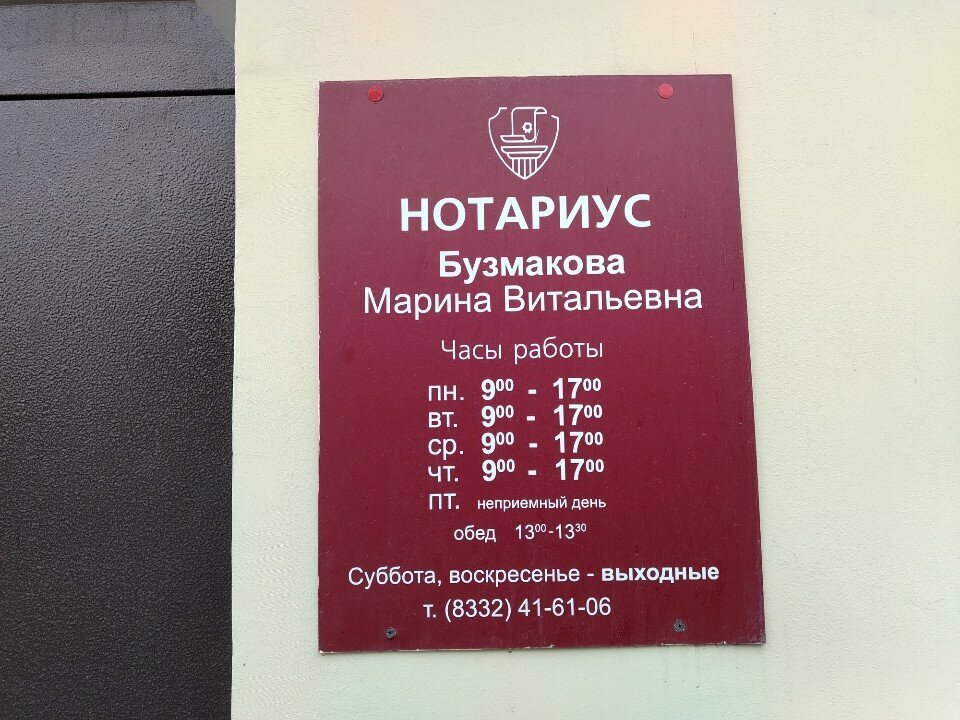 НОТАРИУС
Бузмакова
Марина Витальевна
Часы работы
пн. 9⁰⁰ - 17⁰⁰
вт. 9⁰⁰ - 17⁰⁰
ср. 9⁰⁰ - 17⁰⁰
чт. 9⁰⁰ - 17⁰⁰
пт. неприемный день
обед 13⁰⁰-13³⁰
Суббота, воскресенье - выходные
т. (8332) 41-61-06